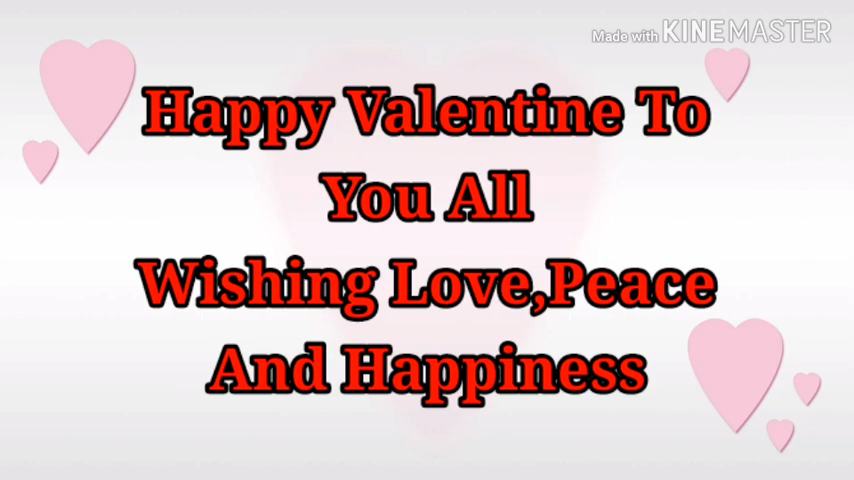 Made with KINEMASTER
Happy Valentine To
You All
Wishing Love,Peace
And Happiness